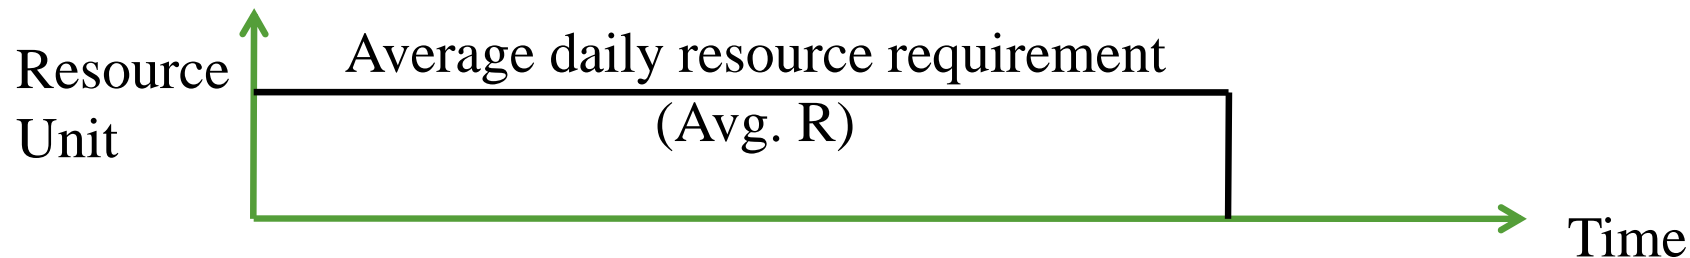 Resource
Unit
Average daily resource requirement
(Avg. R)
Time